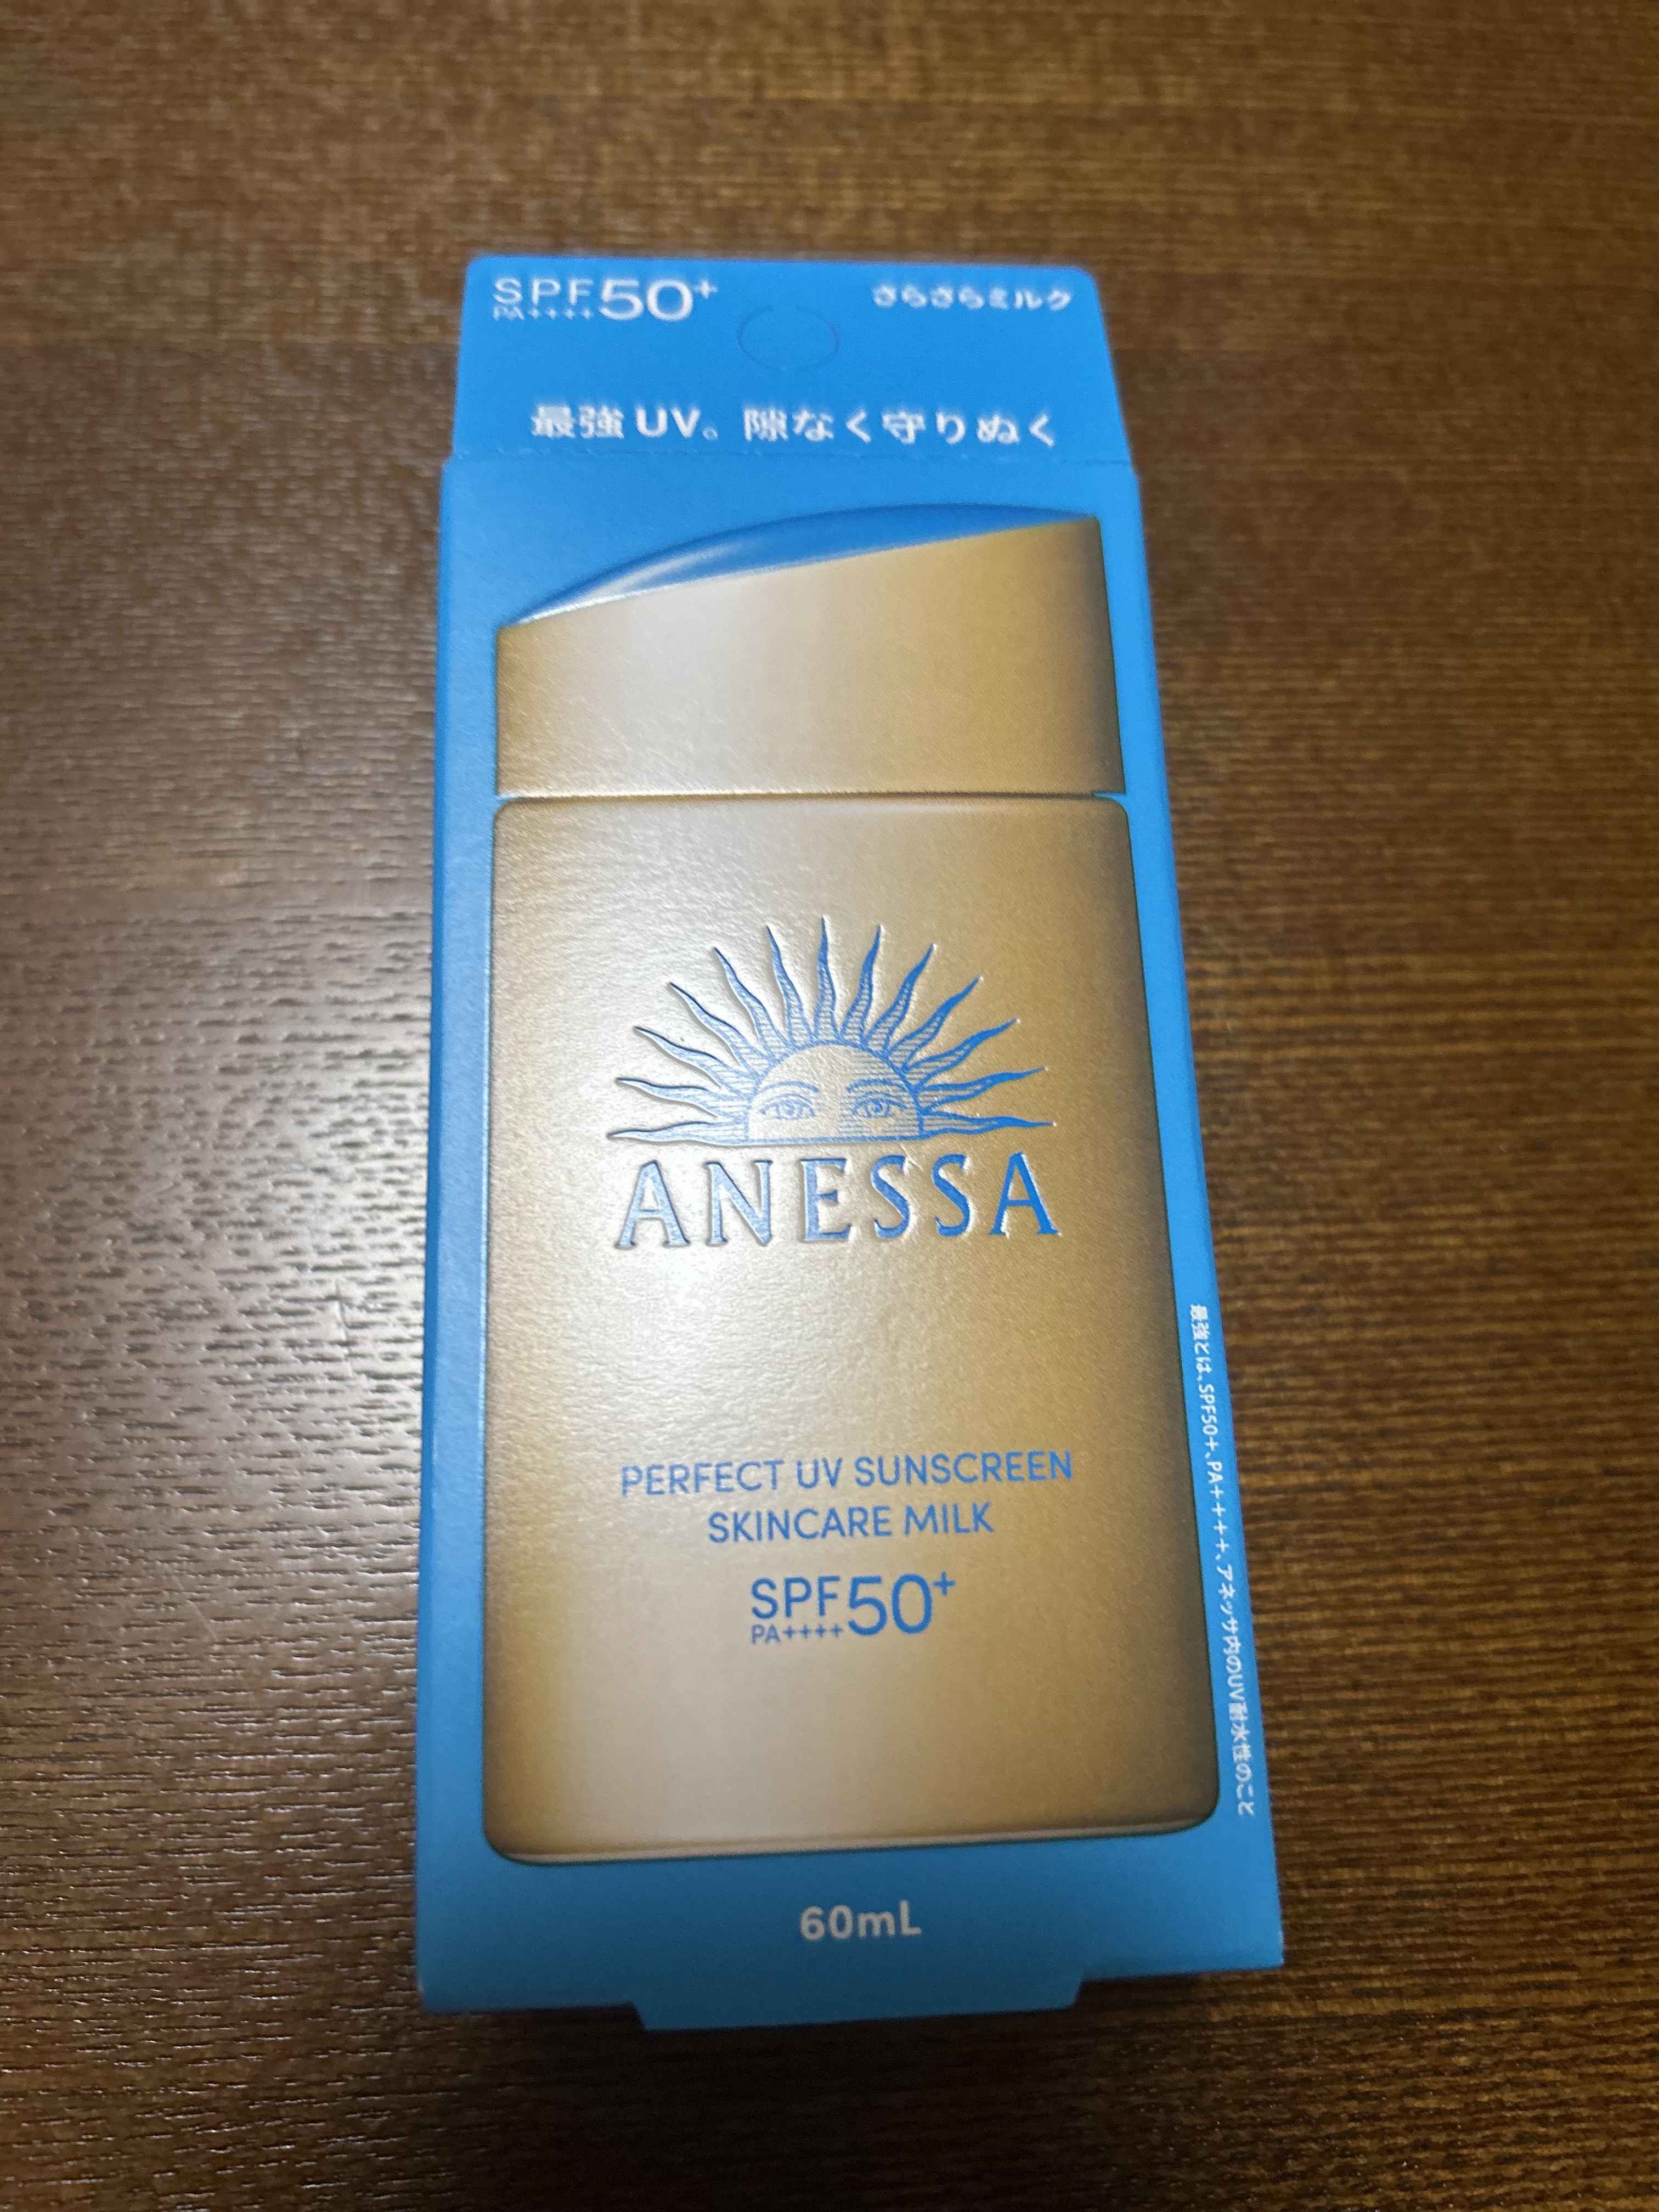 SPF50+
PA++++
さらさらミルク
最強UV。隙なく守りぬく
ANESSA
PERFECT UV SUNSCREEN
SKINCARE MILK
SPF50+
PA++++
最強とは、SPF50+、PA++++、アネッサ内のUV耐水性のこと
60mL